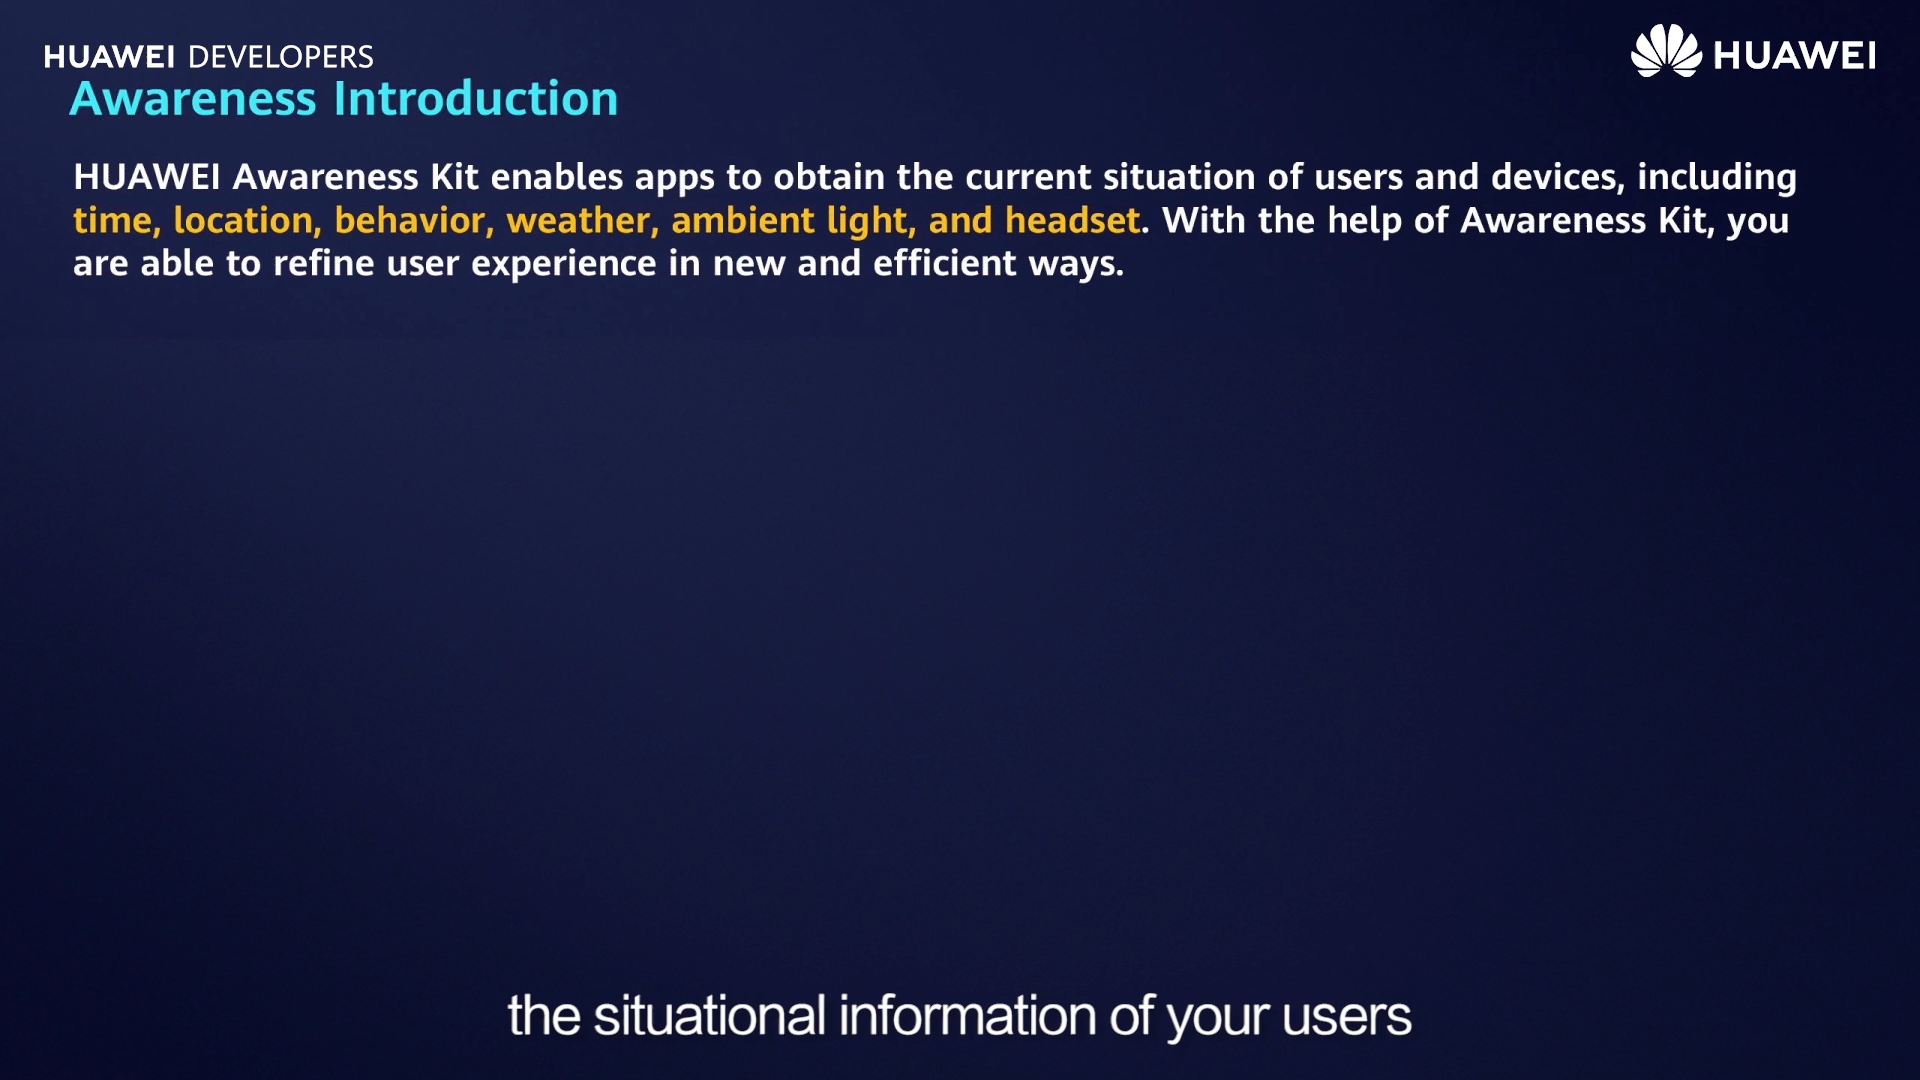 HUAWEI DEVELOPERS
HUAWEI
Awareness Introduction
HUAWEI Awareness Kit enables apps to obtain the current situation of users and devices, including
time, location, behavior, weather, ambient light, and headset. With the help of Awareness Kit, you
are able to refine user experience in new and efficient ways.
the situational information of your users